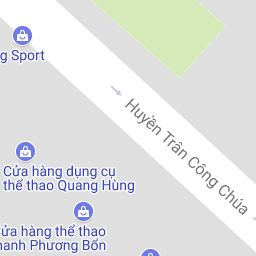 g Sport
Huyền Trân Công Chúa
Cửa hàng dụng cụ
thể thao Quang Hùng
Cửa hàng thể thao
hanh Phương Bốn